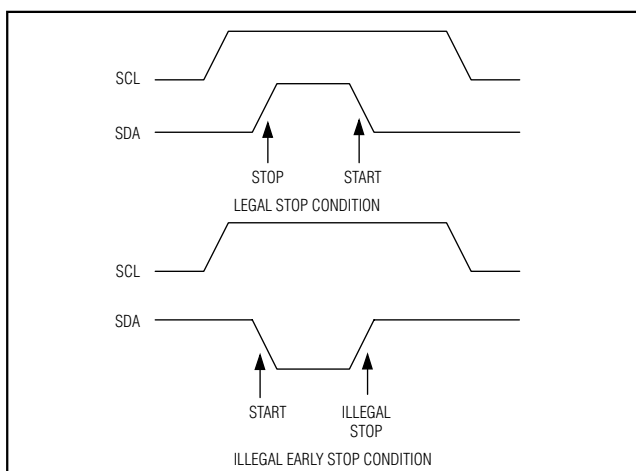 SCL
SDA
STOP START
LEGAL STOP CONDITION
SCL
SDA
START ILLEGAL
STOP
ILLEGAL EARLY STOP CONDITION